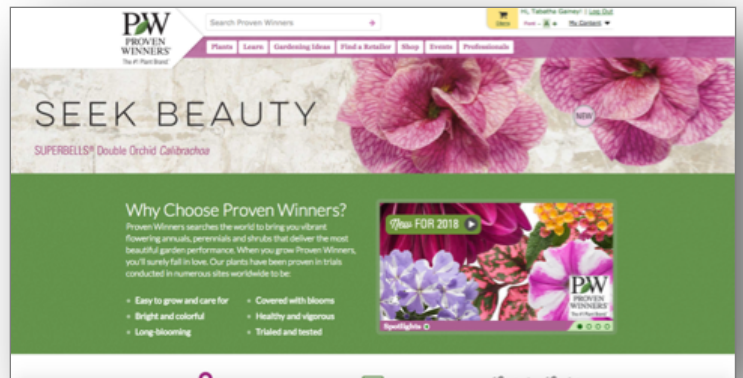 PW
PROVEN
WINNERS®
The #1 Plant Brand
Search Proven Winners
Hi, Tabatha Gainey! | Log Out
Font - A +
My Content
Plants
Learn
Gardening Ideas
Find a Retailer
Shop
Events
Professionals
SEEK BEAUTY
SUPERBELLS® Double Orchid Calibrachoa
NEW
Why Choose Proven Winners?
Proven Winners searches the world to bring you vibrant
flowering annuals, perennials and shrubs that deliver the most
beautiful garden performance. When you grow Proven Winners,
you'll surely fall in love. Our plants have been proven in trials
conducted in numerous sites worldwide to be:
Easy to grow and care for
Covered with blooms
Bright and colorful
Healthy and vigorous
Long-blooming
Trialed and tested
New FOR 2018
PW
PROVEN
WINNERS
The #1 Plant Brand
Spotlights